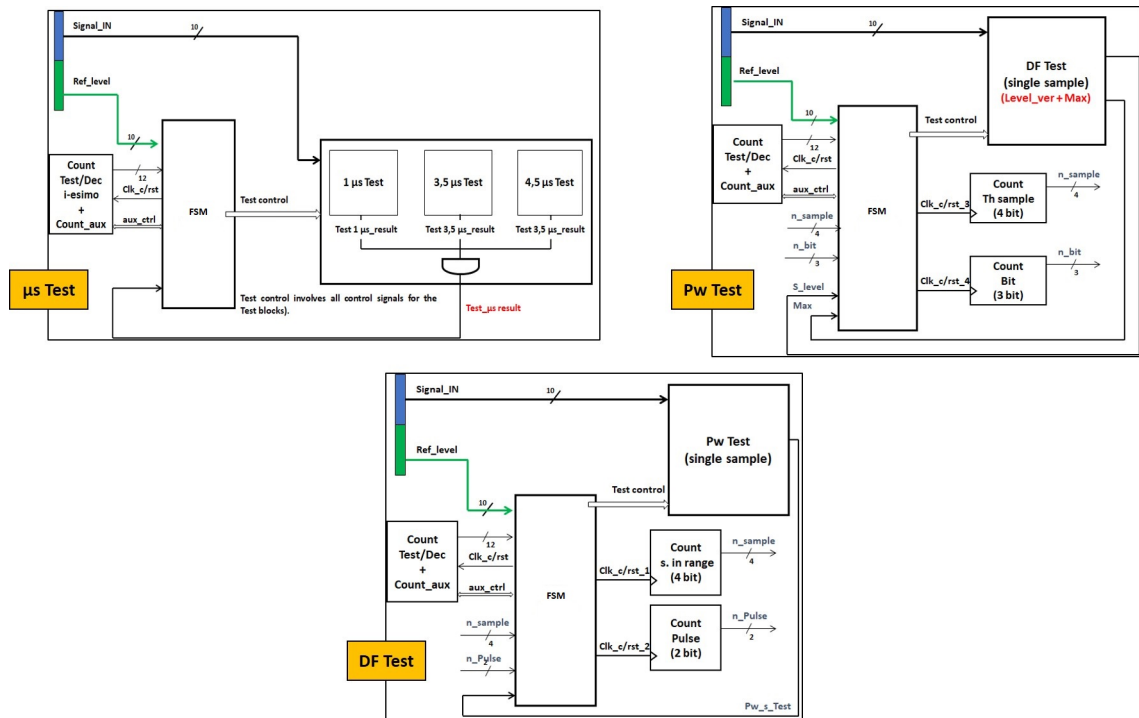 Signal_IN
10
Ref_level
10
Count
Test/Dec
i-esimo
+
Count_aux
12
Clk_c/rst
aux_ctrl
FSM
Test control
1 µs Test
3,5 µs Test
4,5 µs Test
Test 1 µs_result
Test 3,5 µs_result
Test 3,5 µs_result
µs Test
Test control involves all control signals for the
Test blocks).
Test_µs result
Signal_IN
10
Ref_level
10
DF Test
(single sample)
(Level_ver + Max)
Test control
Count
Test/Dec
+
Count_aux
12
Clk_c/rst
aux_ctrl
n_sample
4
n_bit
3
S_level
Max
FSM
Clk_c/rst_3
Count
Th sample
(4 bit)
n_sample
4
Clk_c/rst_4
Count
Bit
(3 bit)
n_bit
3
Pw Test
Signal_IN
10
Ref_level
10
Pw Test
(single sample)
Test control
Count
Test/Dec
+
Count_aux
12
Clk_c/rst
aux_ctrl
n_sample
4
n_Pulse
2
FSM
Clk_c/rst_1
Count
s. in range
(4 bit)
n_sample
4
Clk_c/rst_2
Count
Pulse
(2 bit)
n_Pulse
2
DF Test
Pw_s_Test